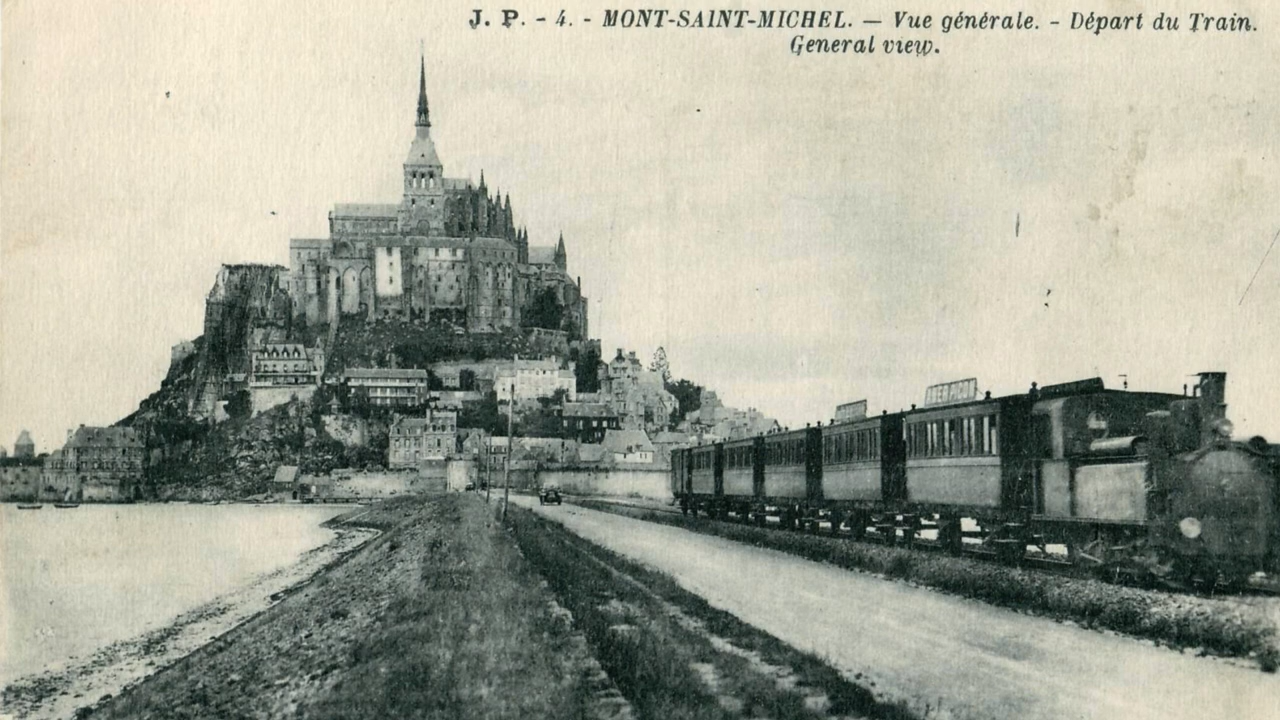 J. P. - 4. - MONT-SAINT-MICHEL. — Vue générale. - Départ du Train.
General view.